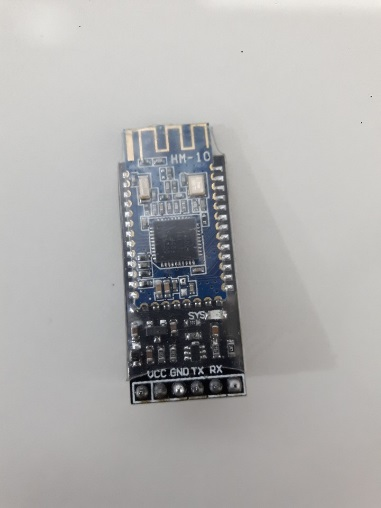 HM-10
SYS
VCC GND TX RX